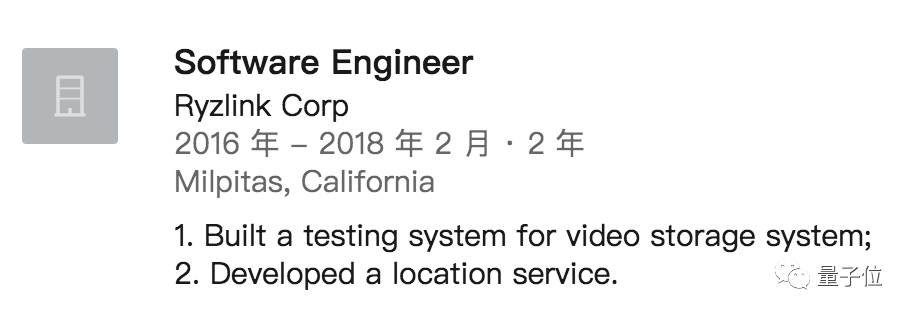 Software Engineer
Ryzlink Corp
2016 年 – 2018 年 2 月 · 2 年
Milpitas, California
1. Built a testing system for video storage system;
2. Developed a location service.
量子位